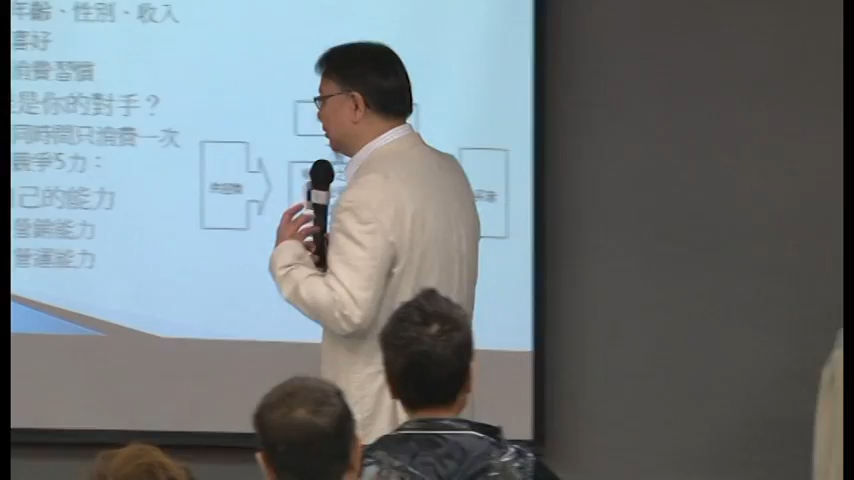 年齡、性別、收入
喜好
消費習慣
是你的對手？
同時間只消費一次
競爭5力：
自己的能力
營銷能力
營運能力